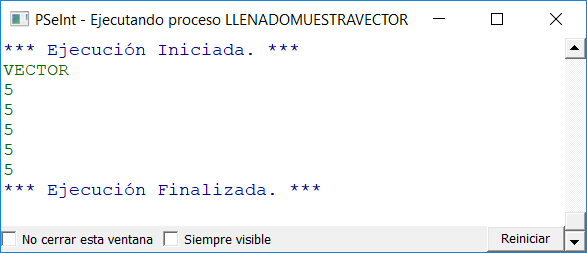 PSeInt - Ejecutando proceso LLENADOMUESTRAVECTOR
*** Ejecución Iniciada. ***
VECTOR
5
5
5
5
5
*** Ejecución Finalizada. ***
No cerrar esta ventana Siempre visible Reiniciar